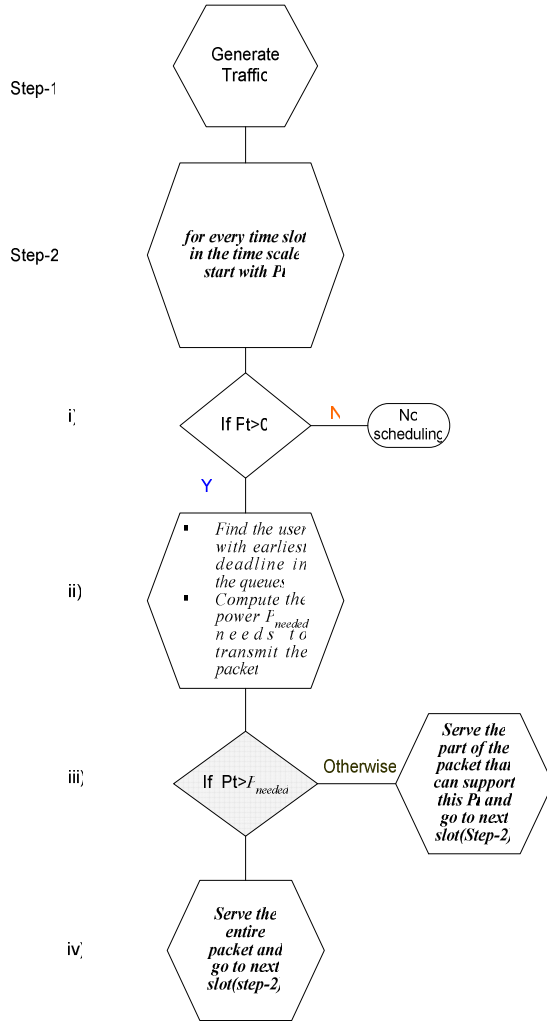 Generate
Traffic
Step-1
for every time slot
in the time scale
start with Pt
Step-2
i)
If Ft>0
N
No
scheduling
Y
ii)
▪ Find the user
with earliest
deadline in
the queues
▪ Compute the
power Pneeded
needs to
transmit the
packet
iii)
If Pt>Pneeded
Otherwise
Serve the
part of the
packet that
can support
this Pt and
go to next
slot(Step-2)
iv)
Serve the
entire
packet and
go to next
slot(step-2)